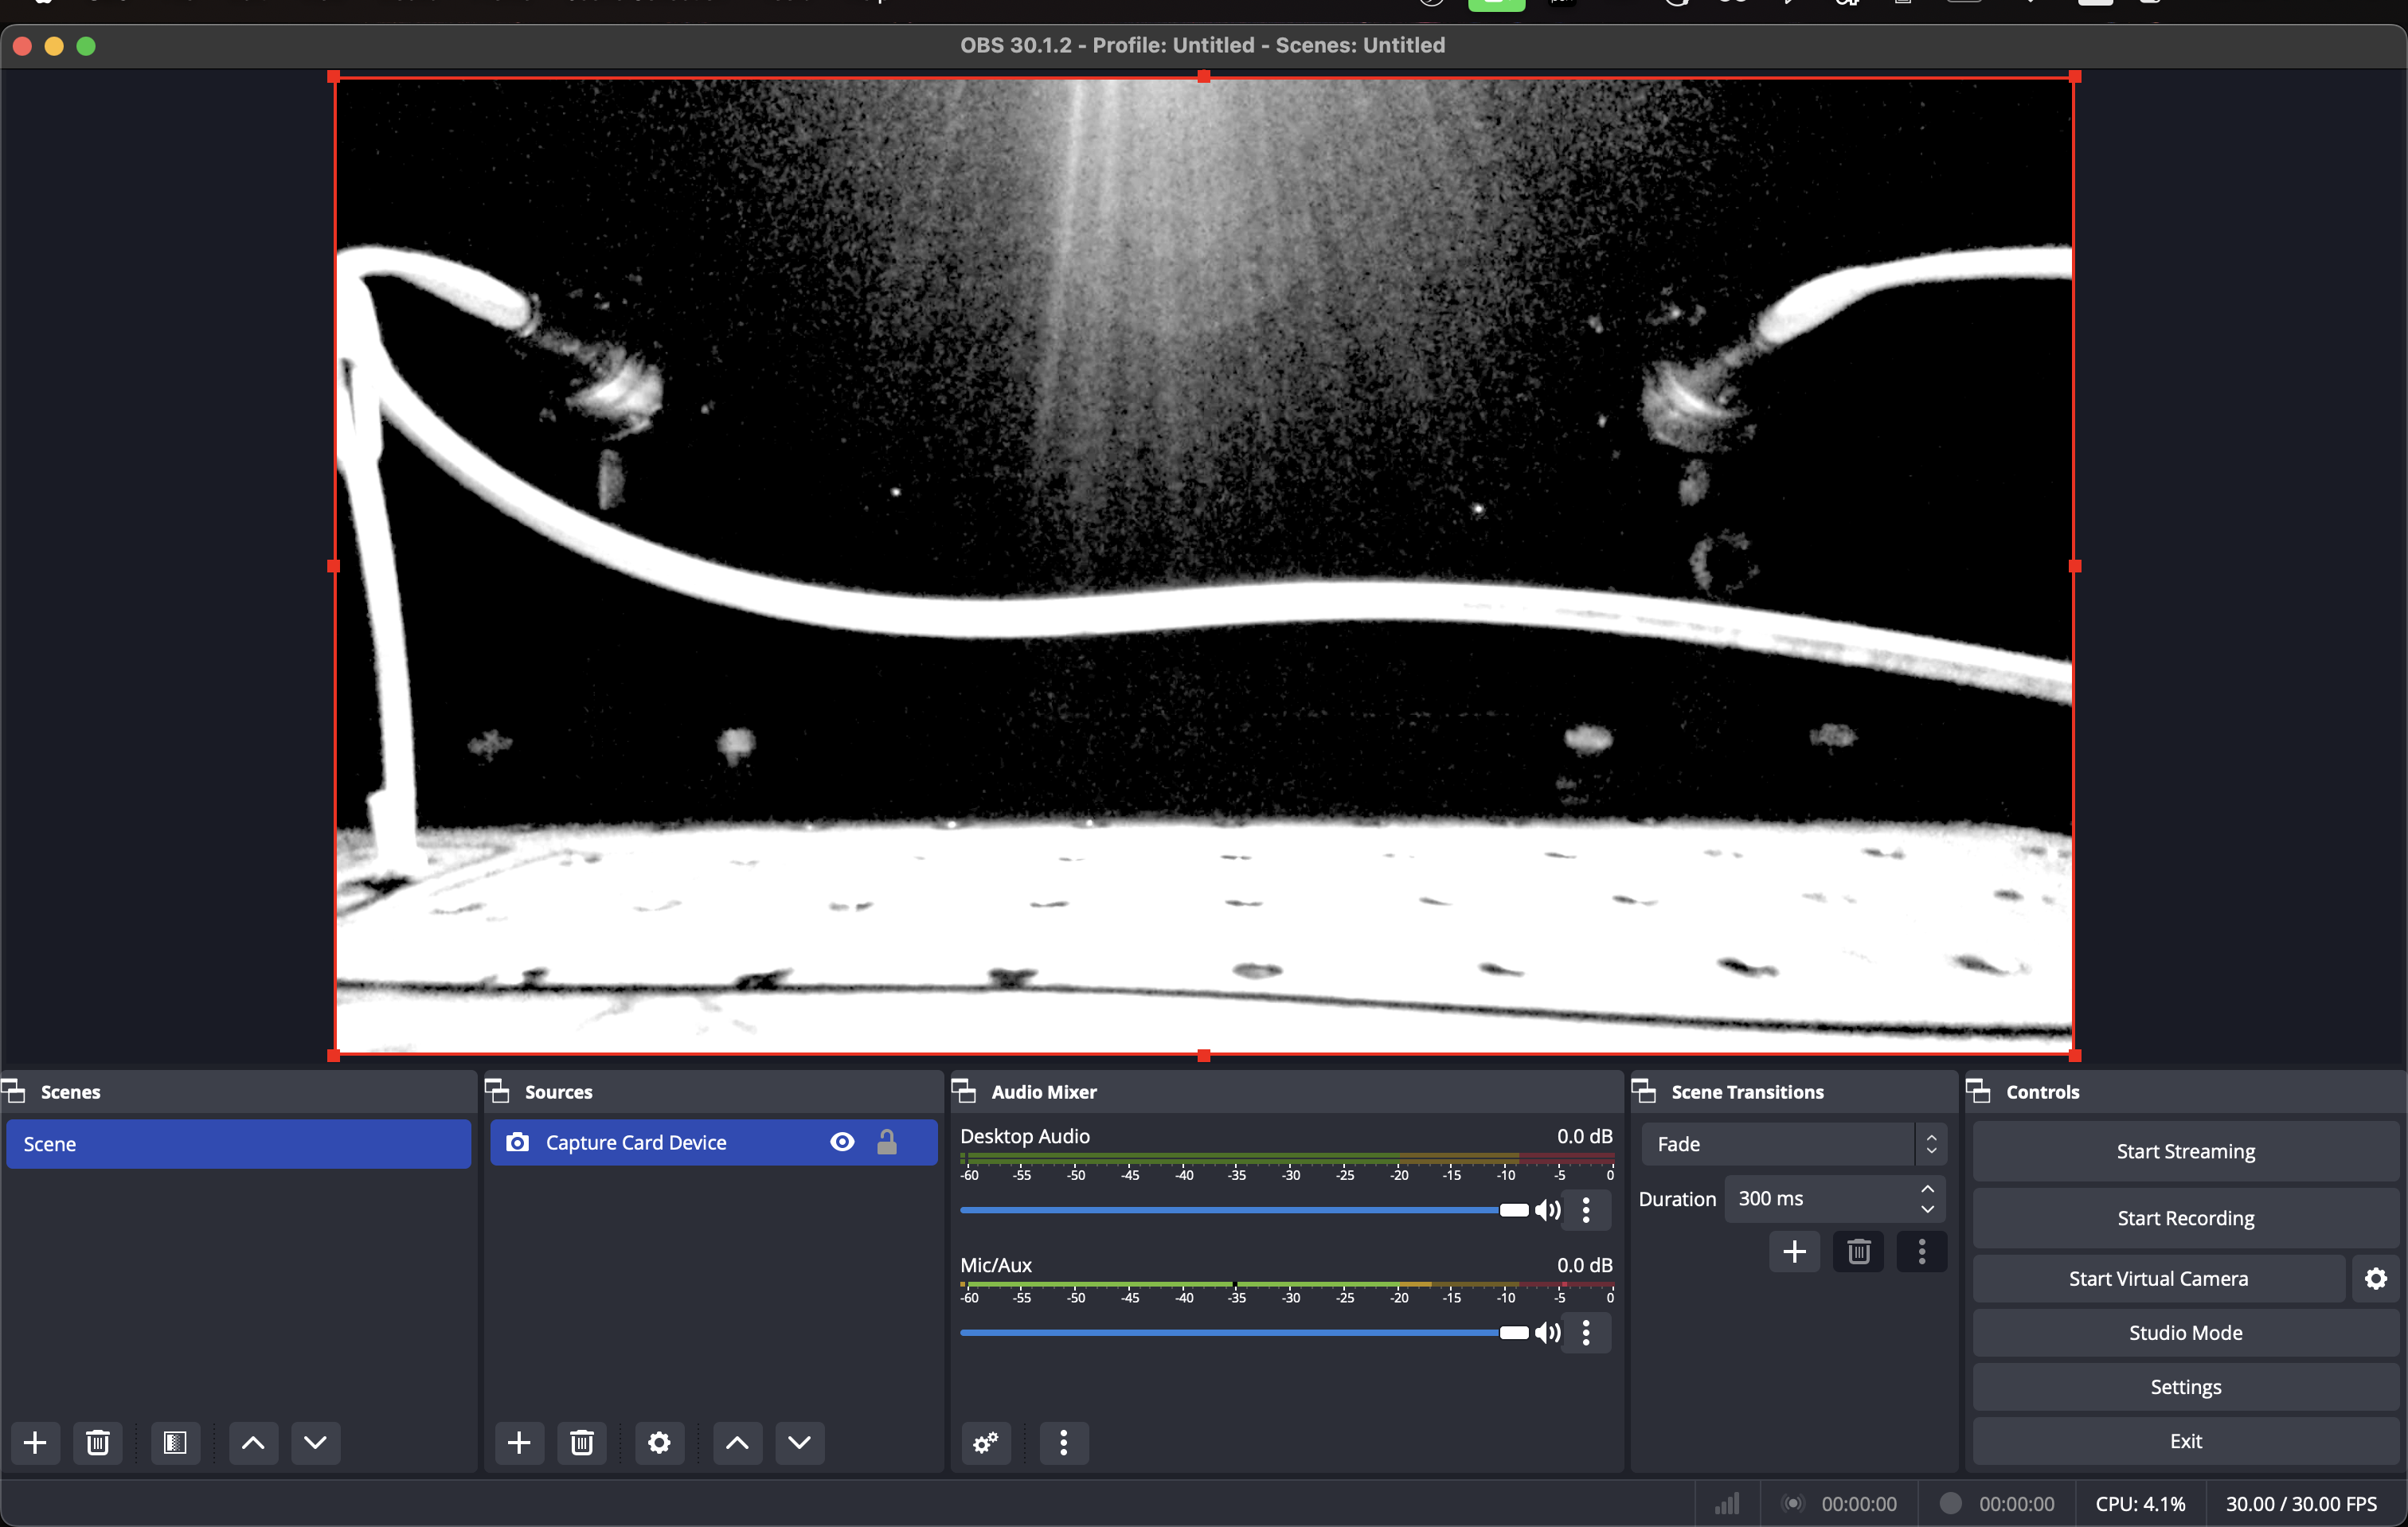 OBS 30.1.2 - Profile: Untitled - Scenes: Untitled
Scenes
Scene
Sources
Capture Card Device
Audio Mixer
Desktop Audio 0.0 dB
-60 -55 -50 -45 -40 -35 -30 -25 -20 -15 -10 -5 0
Mic/Aux 0.0 dB
-60 -55 -50 -45 -40 -35 -30 -25 -20 -15 -10 -5 0
Scene Transitions
Fade
Duration 300 ms
Controls
Start Streaming
Start Recording
Start Virtual Camera
Studio Mode
Settings
Exit
00:00:00 00:00:00 CPU: 4.1% 30.00 / 30.00 FPS